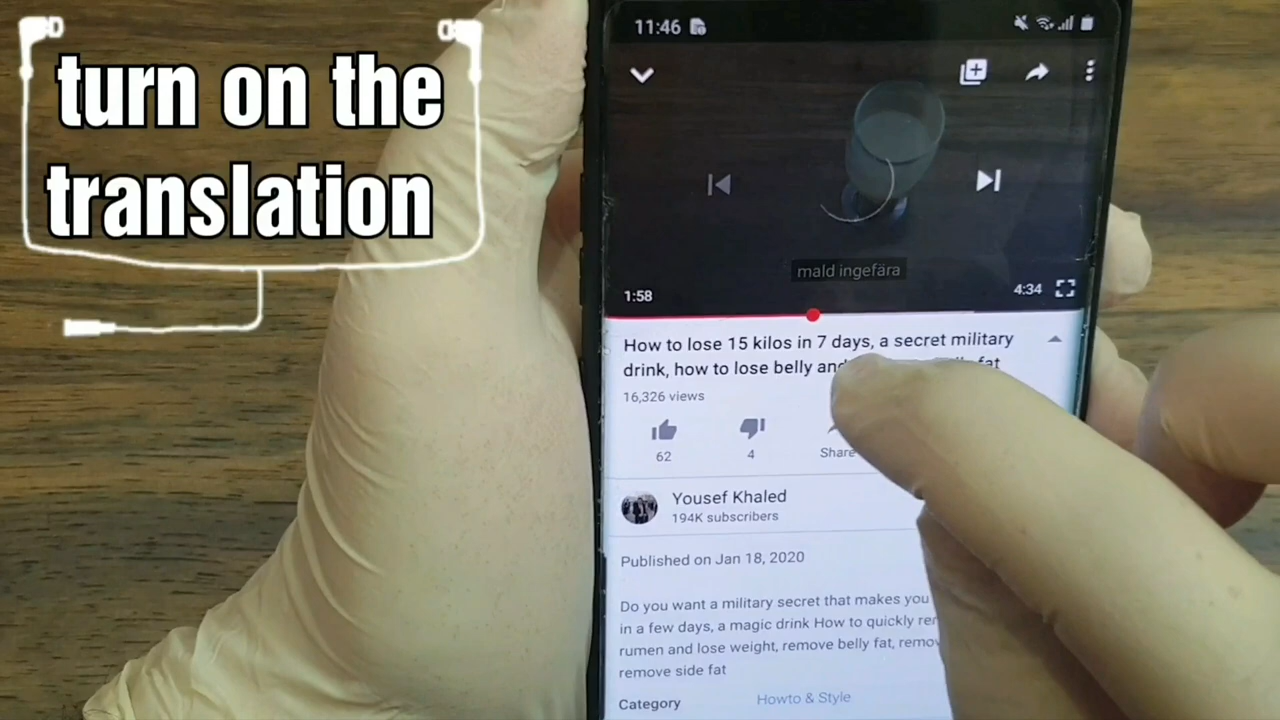 turn on the
translation
11:46
mald ingefära
1:58
4:34
How to lose 15 kilos in 7 days, a secret military
drink, how to lose belly and fat
16,326 views
62
4
Share
Yousef Khaled
194K subscribers
Published on Jan 18, 2020
Do you want a military secret that makes you
in a few days, a magic drink How to quickly
rumen and lose weight, remove belly fat,
remove side fat
Category
Howto & Style